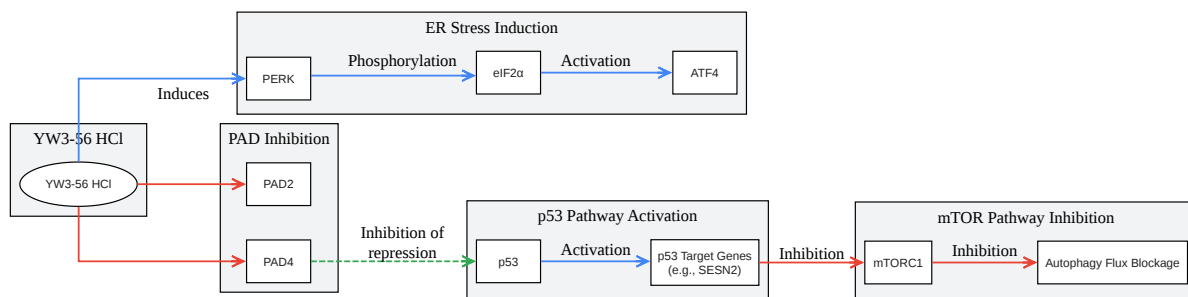 ER Stress Induction
Phosphorylation
Activation
PERK
eIF2α
ATF4
Induces
YW3-56 HCl
YW3-56 HCl
PAD Inhibition
PAD2
PAD4
Inhibition of
repression
p53 Pathway Activation
p53
Activation
p53 Target Genes
(e.g., SESN2)
Inhibition
mTOR Pathway Inhibition
mTORC1
Inhibition
Autophagy Flux Blockage